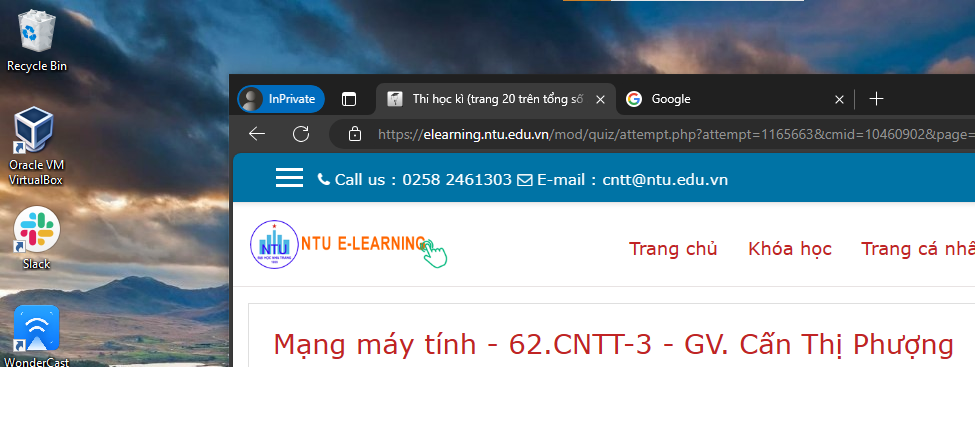 Recycle Bin
Oracle VM
VirtualBox
Slack
WonderCast
InPrivate
Thi học kì (trang 20 trên tổng số
Google
https://elearning.ntu.edu.vn/mod/quiz/attempt.php?attempt=1165663&cmid=10460902&page=
Call us : 0258 2461303 E-mail : cntt@ntu.edu.vn
NTU
NTU E-LEARNING
Trang chủ Khóa học Trang cá nhâ
Mạng máy tính - 62.CNTT-3 - GV. Cấn Thị Phượng